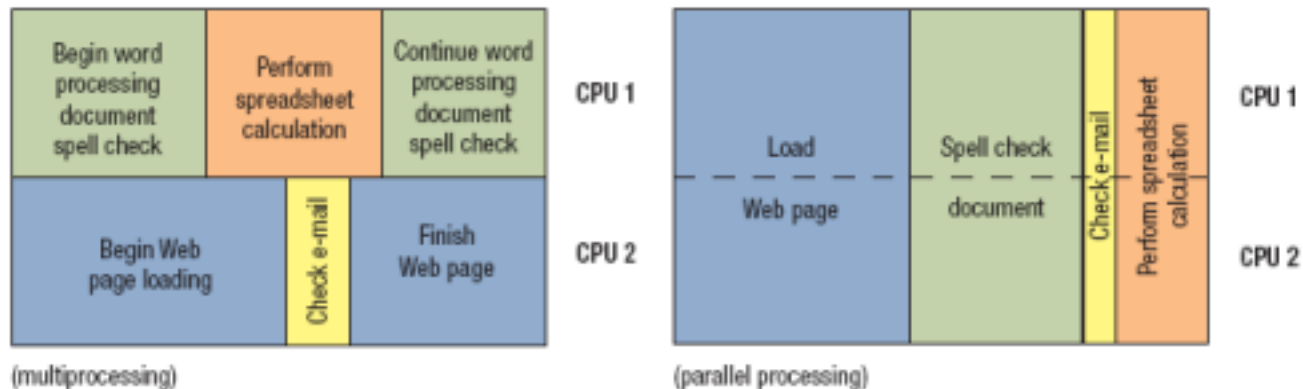 Begin word
processing
document
spell check
Perform
spreadsheet
calculation
Continue word
processing
document
spell check
CPU 1
Begin Web
page loading
Check e-mail
Finish
Web page
CPU 2
(multiprocessing)
Load
Web page
Spell check
document
Check e-mail
Perform spreadsheet
calculation
CPU 1
CPU 2
(parallel processing)